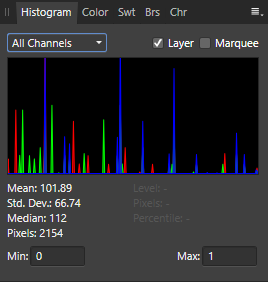 Histogram Color Swt Brs Chr
All Channels Layer Marquee
Mean: 101.89 Level: -
Std. Dev.: 66.74 Pixels: -
Median: 112 Percentile: -
Pixels: 2154
Min: 0 Max: 1